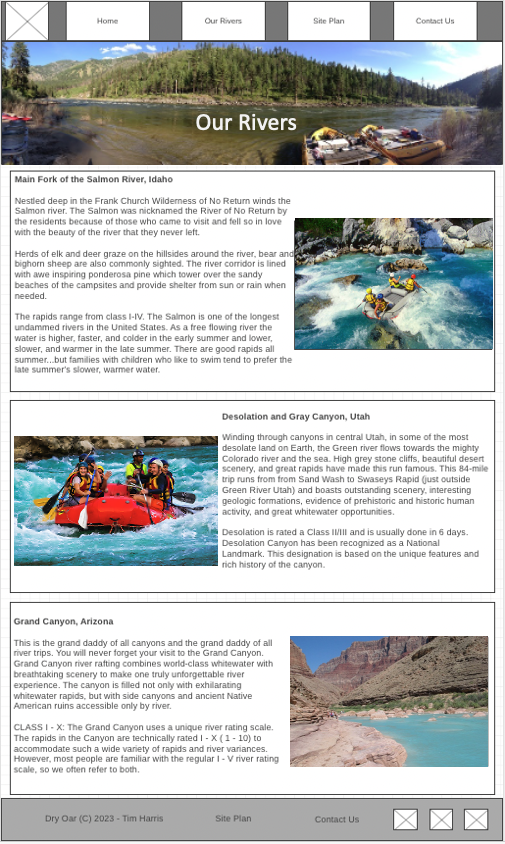 Home
Our Rivers
Site Plan
Contact Us
Our Rivers
Main Fork of the Salmon River, Idaho
Nestled deep in the Frank Church Wilderness of No Return winds the
Salmon river. The Salmon was nicknamed the River of No Return by
the residents because of those who came to visit and fell so in love
with the beauty of the river that they never left.
Herds of elk and deer graze on the hillsides around the river, bear and
bighorn sheep are also commonly sighted. The river corridor is lined
with awe inspiring ponderosa pine which tower over the sandy
beaches of the campsites and provide shelter from sun or rain when
needed.
The rapids range from class I-IV. The Salmon is one of the longest
undammed rivers in the United States. As a free flowing river the
water is higher, faster, and colder in the early summer and lower,
slower, and warmer in the late summer. There are good rapids all
summer...but families with children who like to swim tend to prefer the
late summer's slower, warmer water.
Desolation and Gray Canyon, Utah
Winding through canyons in central Utah, in some of the most
desolate land on Earth, the Green river flows towards the mighty
Colorado river and the sea. High grey stone cliffs, beautiful desert
scenery, and great rapids have made this run famous. This 84-mile
trip runs from from Sand Wash to Swaseys Rapid (just outside
Green River Utah) and boasts outstanding scenery, interesting
geologic formations, evidence of prehistoric and historic human
activity, and great whitewater opportunities.
Desolation is rated a Class II/III and is usually done in 6 days.
Desolation Canyon has been recognized as a National
Landmark. This designation is based on the unique features and
rich history of the canyon.
Grand Canyon, Arizona
This is the grand daddy of all canyons and the grand daddy of all
river trips. You will never forget your visit to the Grand Canyon.
Grand Canyon river rafting combines world-class whitewater with
breathtaking scenery to make one truly unforgettable river
experience. The canyon is filled not only with exhilarating
whitewater rapids, but with side canyons and ancient Native
American ruins accessible only by river.
CLASS I - X: The Grand Canyon uses a unique river rating scale.
The rapids in the Canyon are technically rated I - X ( 1 - 10) to
accommodate such a wide variety of rapids and river variances.
However, most people are familiar with the regular I - V river rating
scale, so we often refer to both.
Dry Oar (C) 2023 - Tim Harris
Site Plan
Contact Us